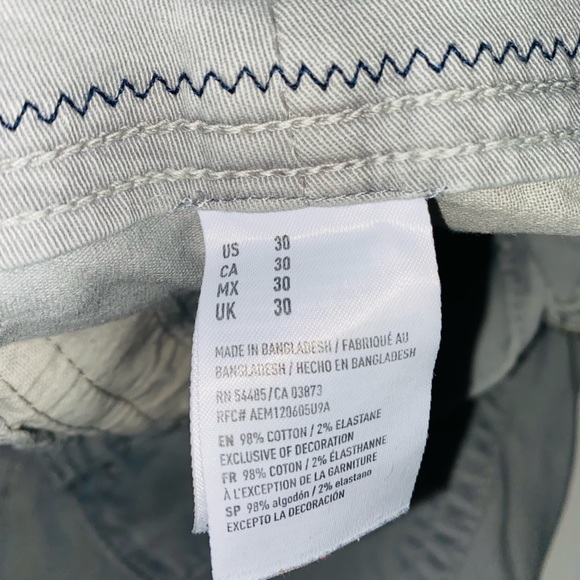 US 30
CA 30
MX 30
UK 30
MADE IN BANGLADESH / FABRIQUÉ AU
BANGLADESH / HECHO EN BANGLADESH
RN 54485/CA 03873
RFC# AEM120605U9A
EN 98% COTTON / 2% ELASTANE
EXCLUSIVE OF DECORATION
FR 98% COTON / 2% ÉLASTHANNE
À L'EXCEPTION DE LA GARNITURE
SP 98% algodón / 2% elastano
EXCEPTO LA DECORACIÓN